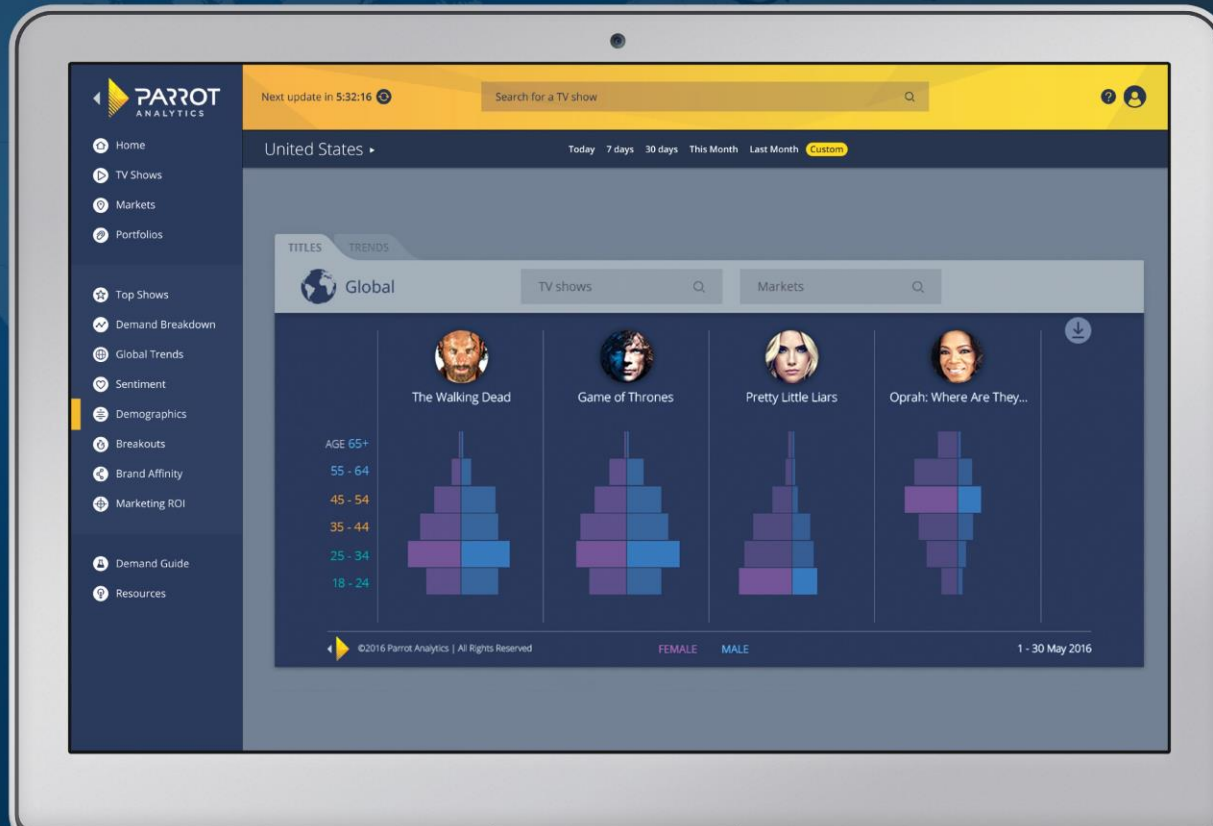 PARROT
ANALYTICS
Home
TV Shows
Markets
Portfolios
Top Shows
Demand Breakdown
Global Trends
Sentiment
Demographics
Breakouts
Brand Affinity
Marketing ROI
Demand Guide
Resources
Next update in 5:32:16
Search for a TV show
?
United States
Today 7 days 30 days This Month Last Month Custom
TITLES TRENDS
Global TV shows Markets
The Walking Dead Game of Thrones Pretty Little Liars Oprah: Where Are They...
AGE 65+
55 - 64
45 - 54
35 - 44
25 - 34
18 - 24
©2016 Parrot Analytics | All Rights Reserved FEMALE MALE 1 - 30 May 2016